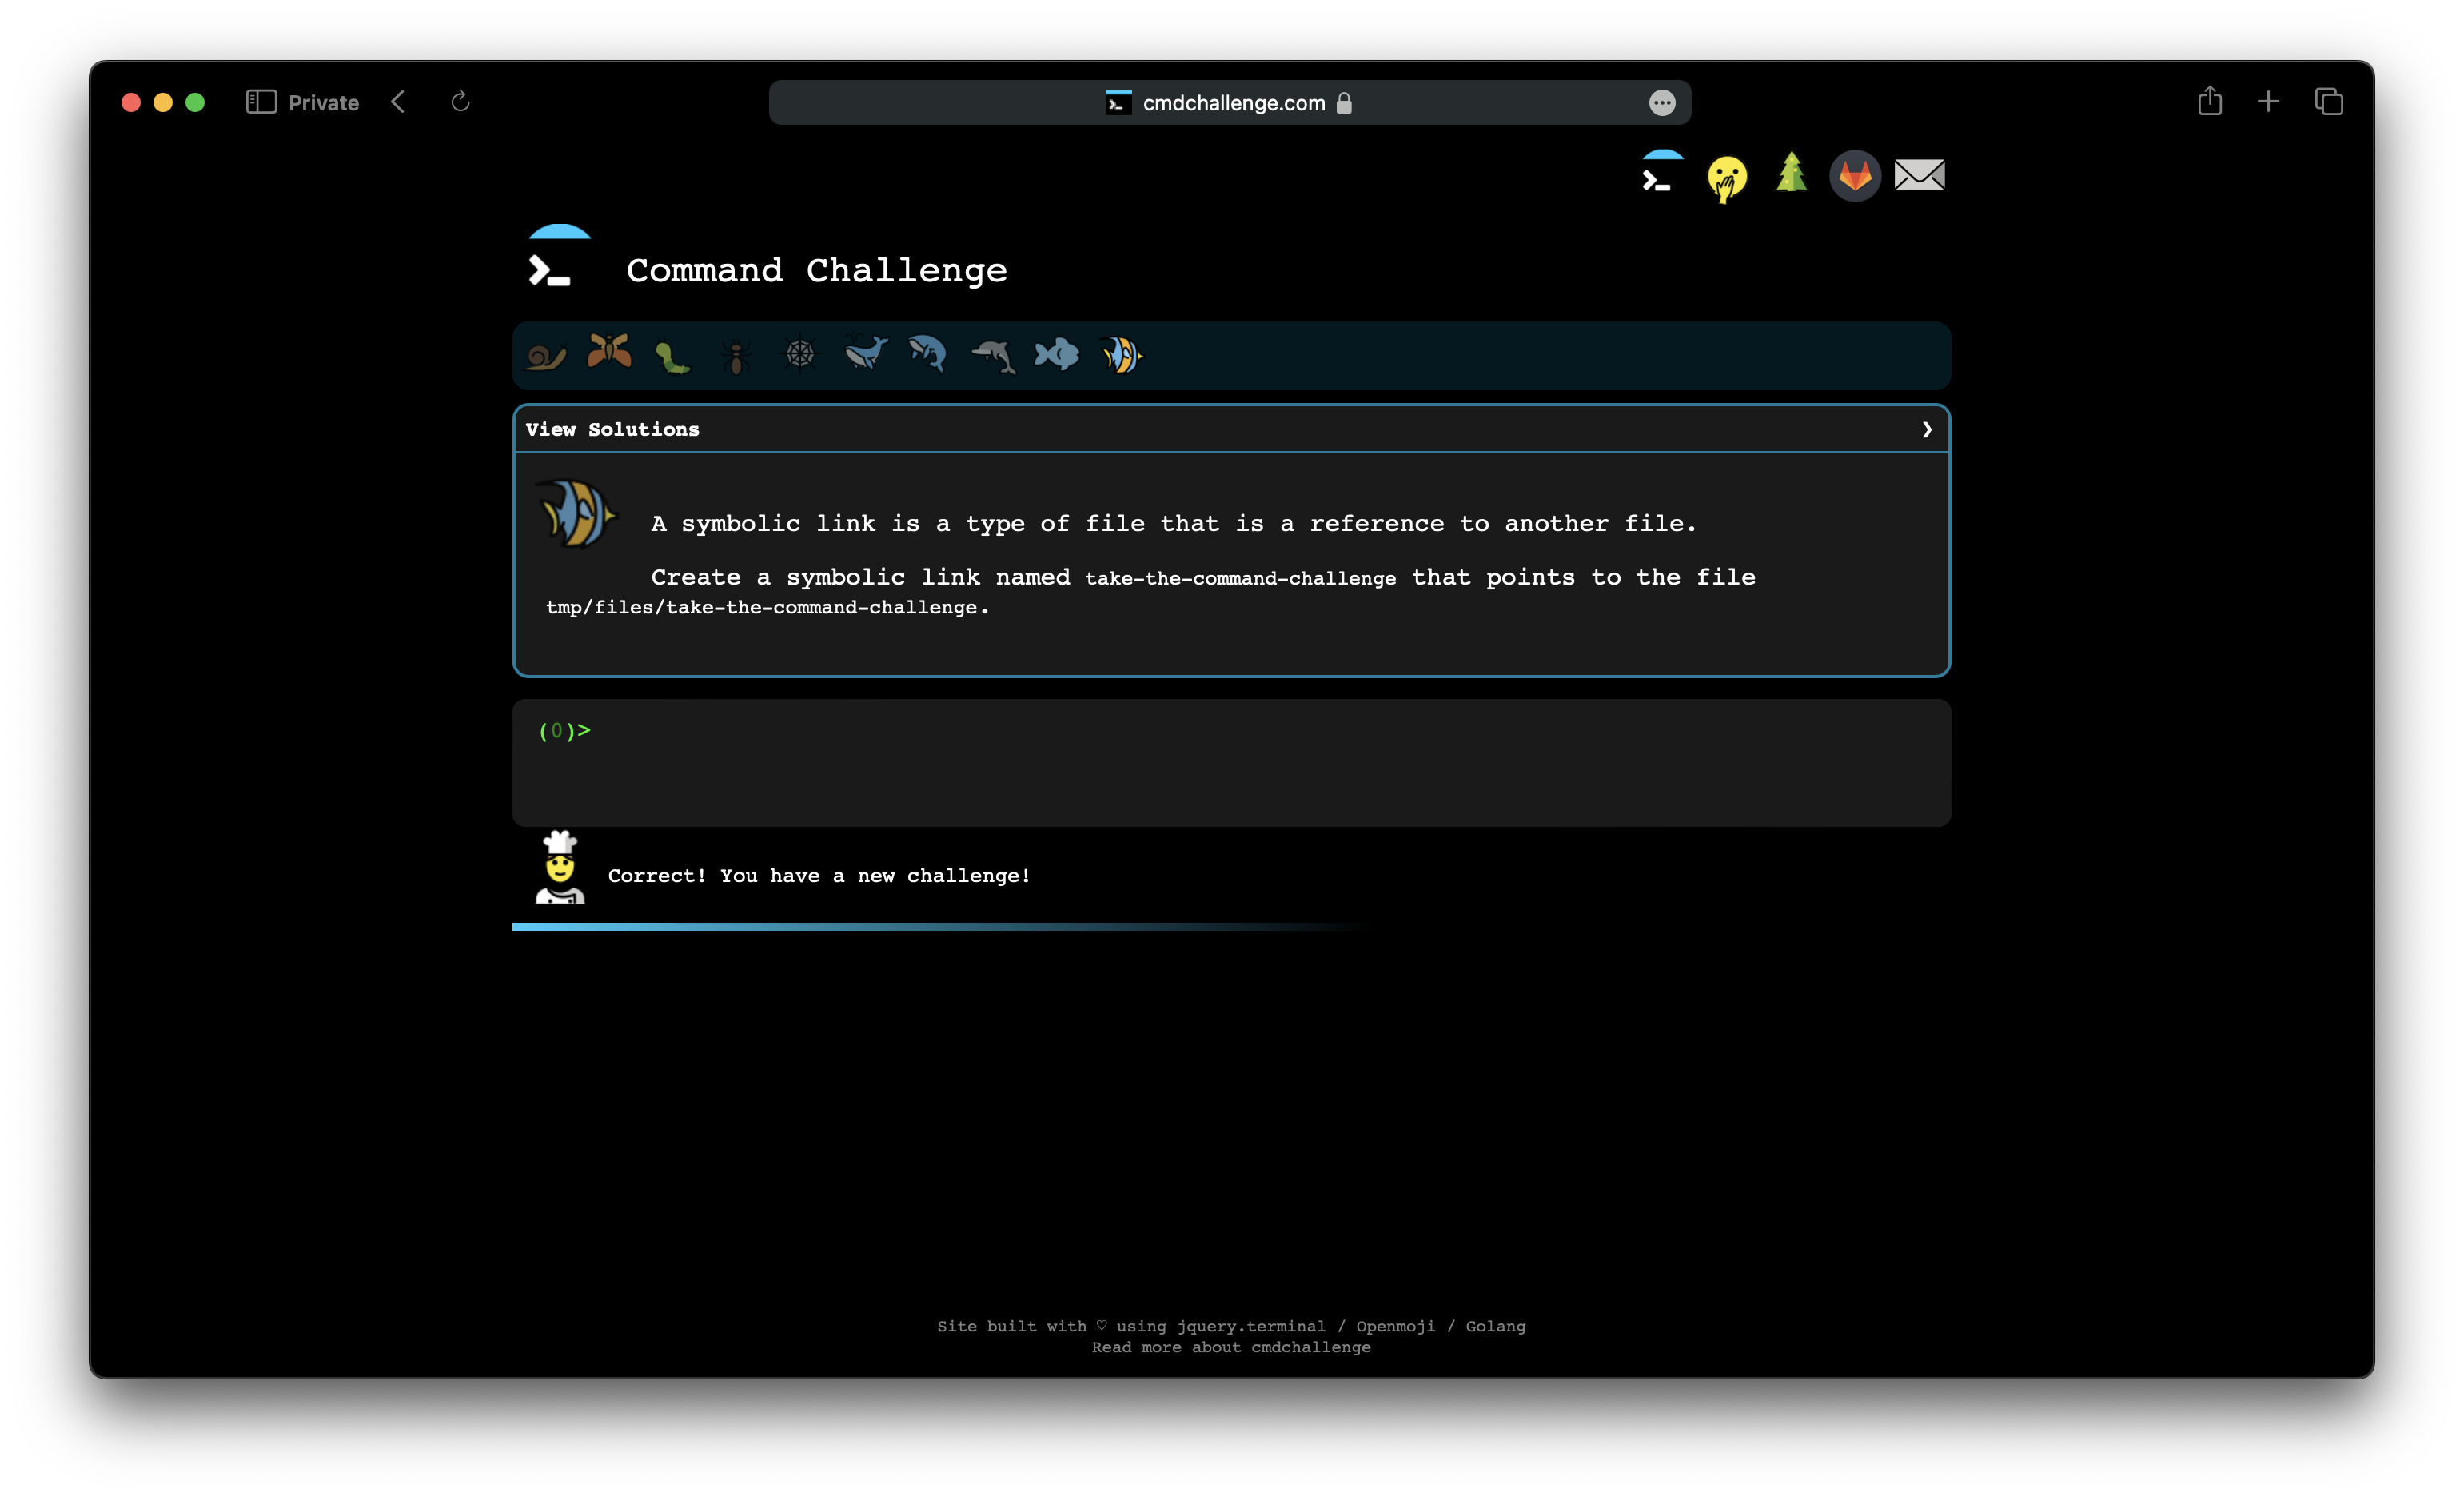 Private
cmdchallenge.com
Command Challenge
View Solutions
A symbolic link is a type of file that is a reference to another file.
Create a symbolic link named take-the-command-challenge that points to the file
tmp/files/take-the-command-challenge.
(0)>
Correct! You have a new challenge!
Site built with ♡ using jquery.terminal / Openmoji / Golang
Read more about cmdchallenge